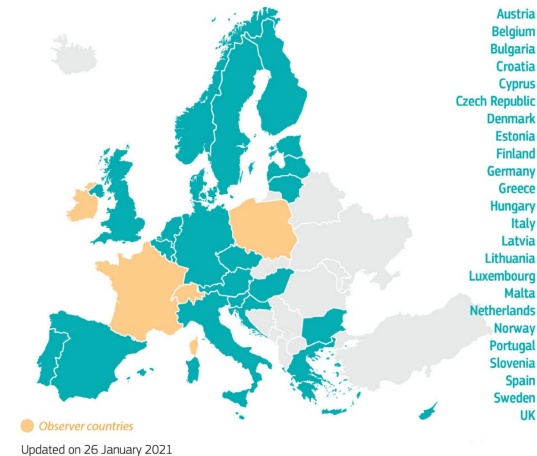 Austria
Belgium
Bulgaria
Croatia
Cyprus
Czech Republic
Denmark
Estonia
Finland
Germany
Greece
Hungary
Italy
Latvia
Lithuania
Luxembourg
Malta
Netherlands
Norway
Portugal
Slovenia
Spain
Sweden
UK
Observer countries
Updated on 26 January 2021